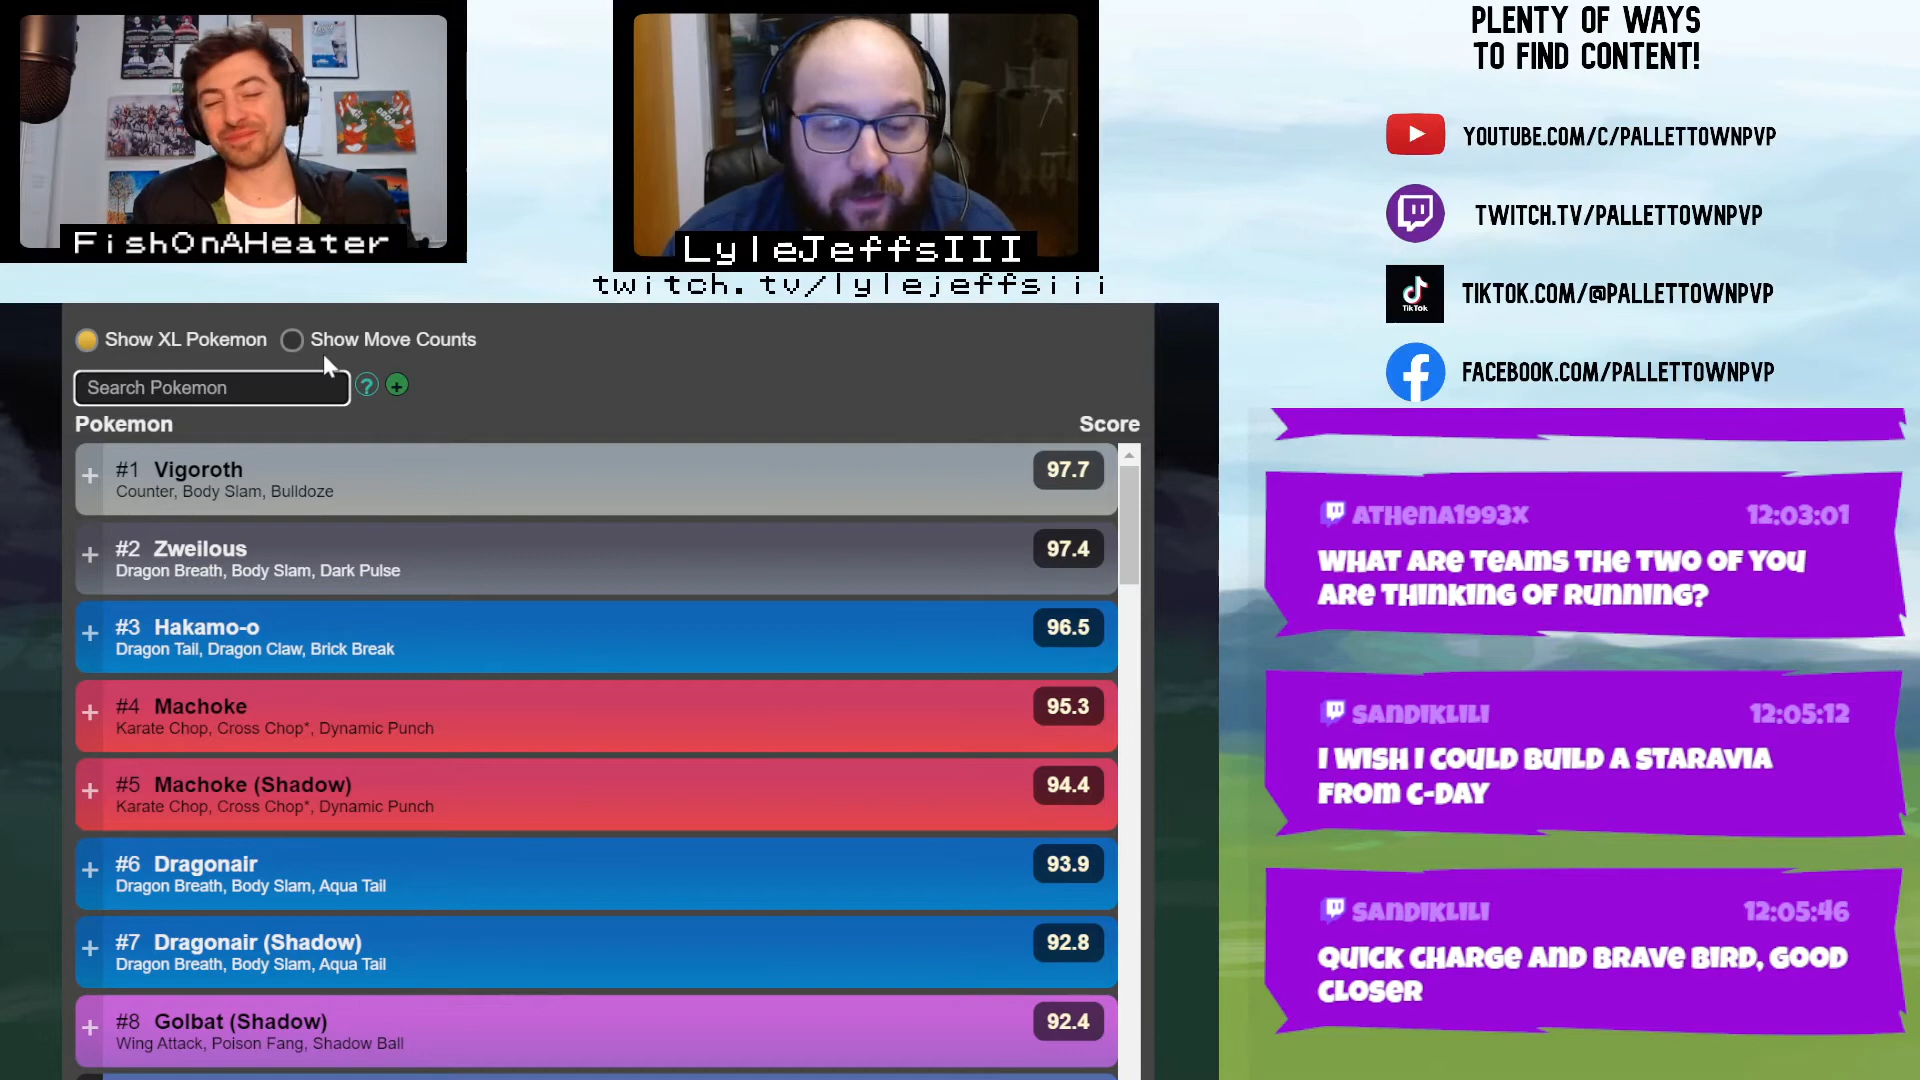 PLENTY OF WAYS
TO FIND CONTENT!
YOUTUBE.COM/C/PALLETTOWNPVP
TWITCH.TV/PALLETTOWNPVP
TikTok
TIKTOK.COM/@PALLETTOWNPVP
FACEBOOK.COM/PALLETTOWNPVP
FishOnAHeater
LyleJeffsIII
twitch.tv/lylejeffsiii
Show XL Pokemon
Show Move Counts
Search Pokemon
?
+
Pokemon
Score
+ #1 Vigoroth
97.7
Counter, Body Slam, Bulldoze
+ #2 Zweilous
97.4
Dragon Breath, Body Slam, Dark Pulse
+ #3 Hakamo-o
96.5
Dragon Tail, Dragon Claw, Brick Break
+ #4 Machoke
95.3
Karate Chop, Cross Chop*, Dynamic Punch
+ #5 Machoke (Shadow)
94.4
Karate Chop, Cross Chop*, Dynamic Punch
+ #6 Dragonair
93.9
Dragon Breath, Body Slam, Aqua Tail
+ #7 Dragonair (Shadow)
92.8
Dragon Breath, Body Slam, Aqua Tail
+ #8 Golbat (Shadow)
92.4
Wing Attack, Poison Fang, Shadow Ball
ATHENA1993X
12:03:01
WHAT ARE TEAMS THE TWO OF YOU
ARE THINKING OF RUNNING?
SANDIKLILI
12:05:12
I WISH I COULD BUILD A STARAVIA
FROM C-DAY
SANDIKLILI
12:05:46
QUICK CHARGE AND BRAVE BIRD, GOOD
CLOSER